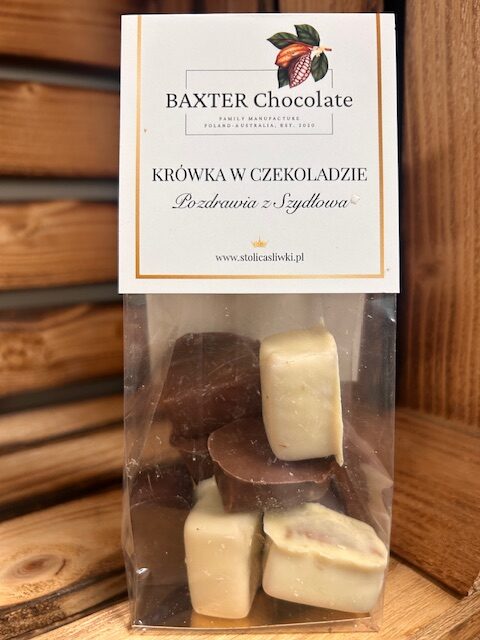 BAXTER Chocolate
FAMILY MANUFACTURE
POLAND-AUSTRALIA, EST. 2020
KRÓWKA W CZEKOLADZIE
Pozdrawia z Szydłowa
www.stolicasliwki.pl